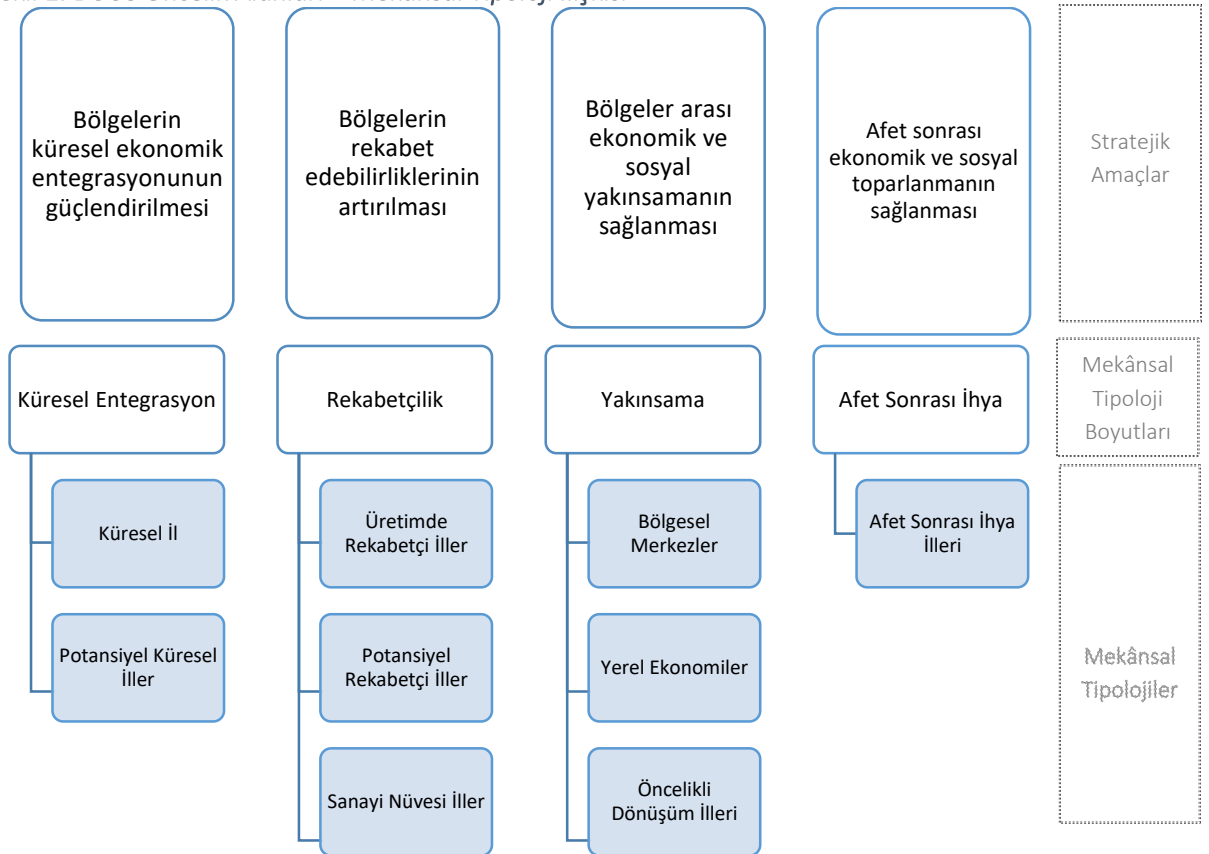 Bölgelerin
küresel ekonomik
entegrasyonunun
güçlendirilmesi
Bölgelerin
rekabet
edebilirliklerinin
artırılması
Bölgeler arası
ekonomik ve
sosyal
yakınsamanın
sağlanması
Afet sonrası
ekonomik ve sosyal
toparlanmanın
sağlanması
Stratejik
Amaçlar
Küresel Entegrasyon
Rekabetçilik
Yakınsama
Afet Sonrası İhya
Mekânsal
Tipoloji
Boyutları
Küresel İl
Üretimde
Rekabetçi İller
Bölgesel
Merkezler
Afet Sonrası İhya
İlleri
Potansiyel Küresel
İller
Potansiyel
Rekabetçi İller
Yerel Ekonomiler
Mekânsal
Tipolojiler
Sanayi Nüvesi İller
Öncelikli
Dönüşüm İlleri